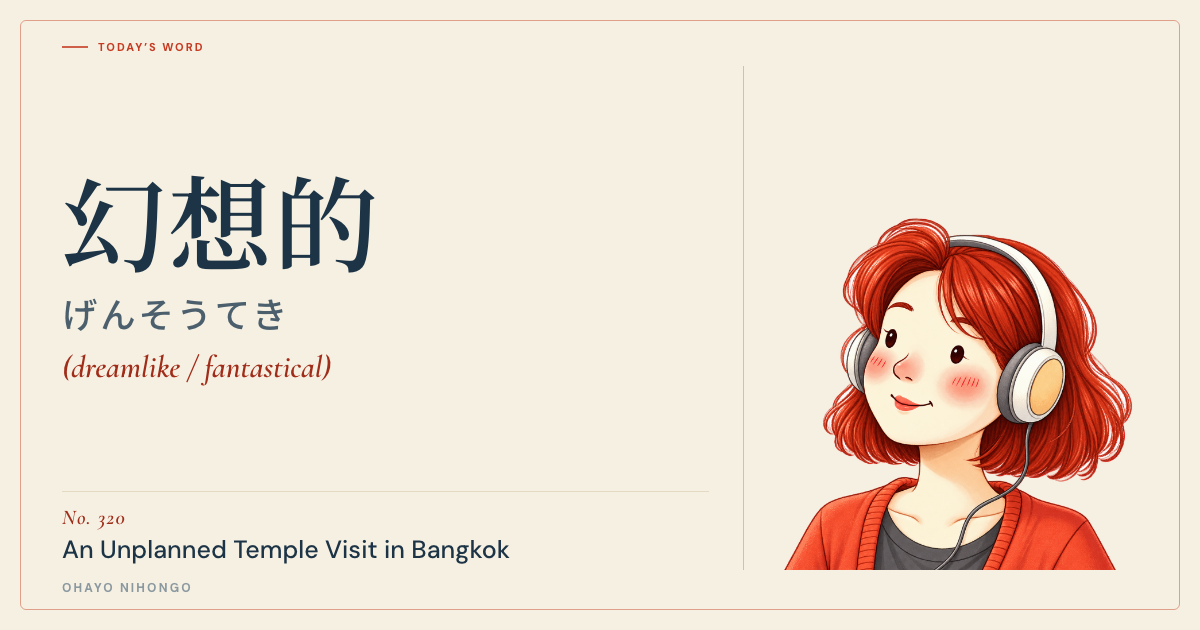 TODAY’S WORD
幻想的
げんそうてき
(dreamlike / fantastical)
No. 320
An Unplanned Temple Visit in Bangkok
OHAYO NIHONGO